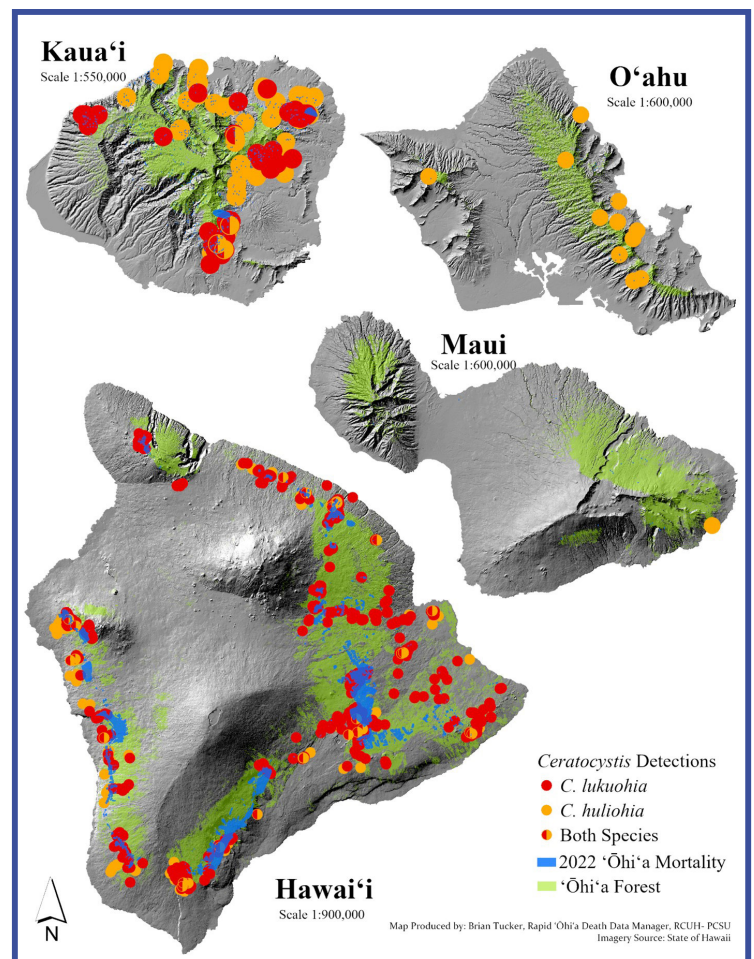 Kauaʻi
Scale 1:550,000
Oʻahu
Scale 1:600,000
Maui
Scale 1:600,000
Ceratocystis Detections
C. lukuohia
C. huliohia
Both Species
2022 ʻŌhiʻa Mortality
ʻŌhiʻa Forest
Hawaiʻi
Scale 1:900,000
N
Map Produced by: Brian Tucker, Rapid ʻŌhiʻa Death Data Manager, RCUH- PCSU
Imagery Source: State of Hawaii